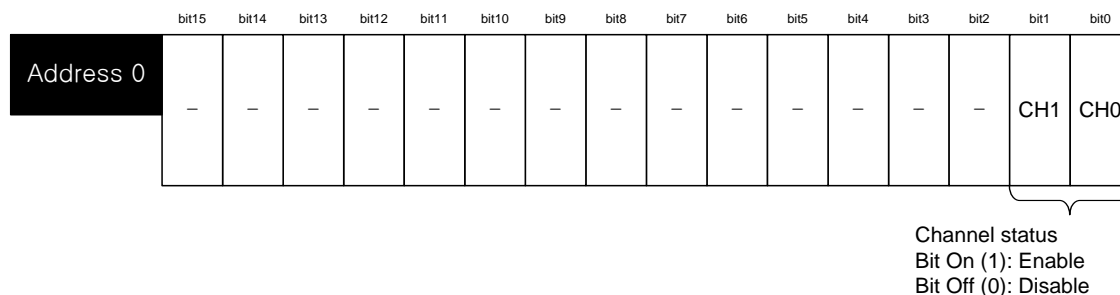 bit15 bit14 bit13 bit12 bit11 bit10 bit9 bit8 bit7 bit6 bit5 bit4 bit3 bit2 bit1 bit0
Address 0
– – – – – – – – – – – – – – CH1 CH0
Channel status
Bit On (1): Enable
Bit Off (0): Disable